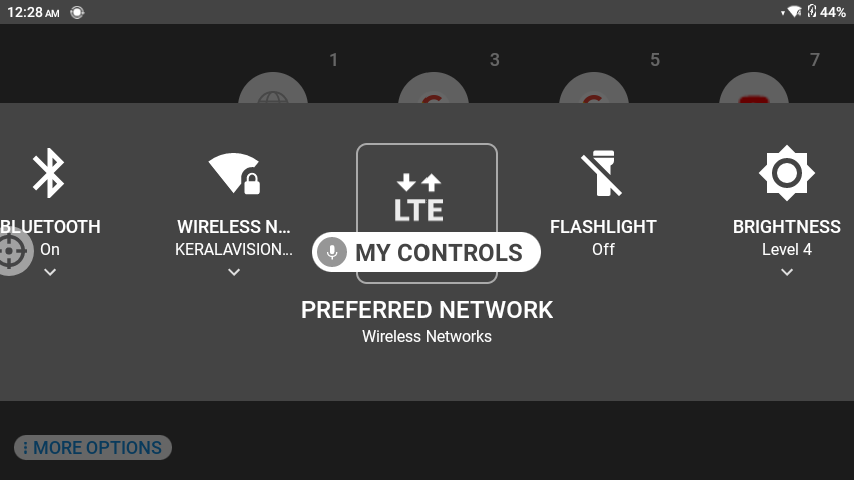 12:28 AM
44%
1 3 5 7
LTE
BLUETOOTH
On
WIRELESS N...
KERALAVISION...
MY CONTROLS
FLASHLIGHT
Off
BRIGHTNESS
Level 4
PREFERRED NETWORK
Wireless Networks
MORE OPTIONS